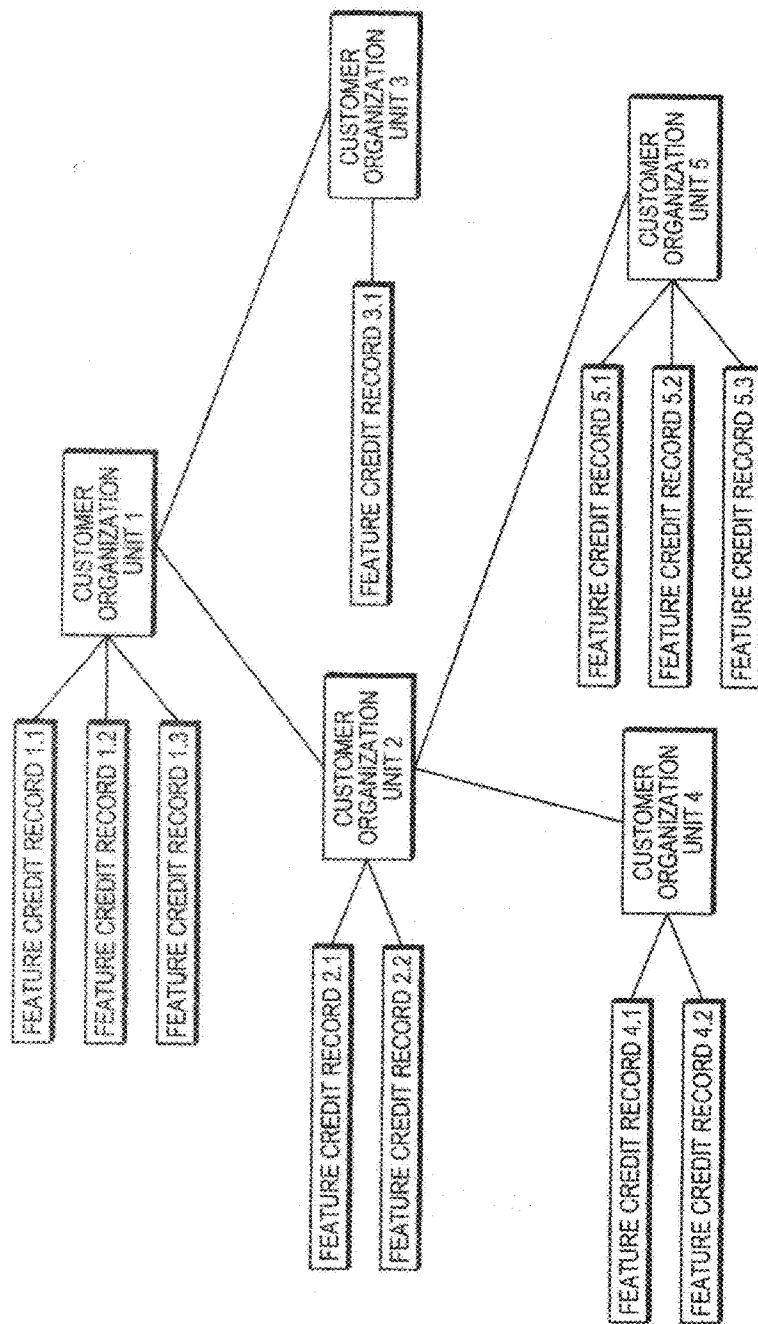 FEATURE CREDIT RECORD 1.1
FEATURE CREDIT RECORD 1.2
FEATURE CREDIT RECORD 1.3
CUSTOMER
ORGANIZATION
UNIT 1
FEATURE CREDIT RECORD 2.1
FEATURE CREDIT RECORD 2.2
CUSTOMER
ORGANIZATION
UNIT 2
FEATURE CREDIT RECORD 3.1
CUSTOMER
ORGANIZATION
UNIT 3
FEATURE CREDIT RECORD 4.1
FEATURE CREDIT RECORD 4.2
CUSTOMER
ORGANIZATION
UNIT 4
FEATURE CREDIT RECORD 5.1
FEATURE CREDIT RECORD 5.2
FEATURE CREDIT RECORD 5.3
CUSTOMER
ORGANIZATION
UNIT 5